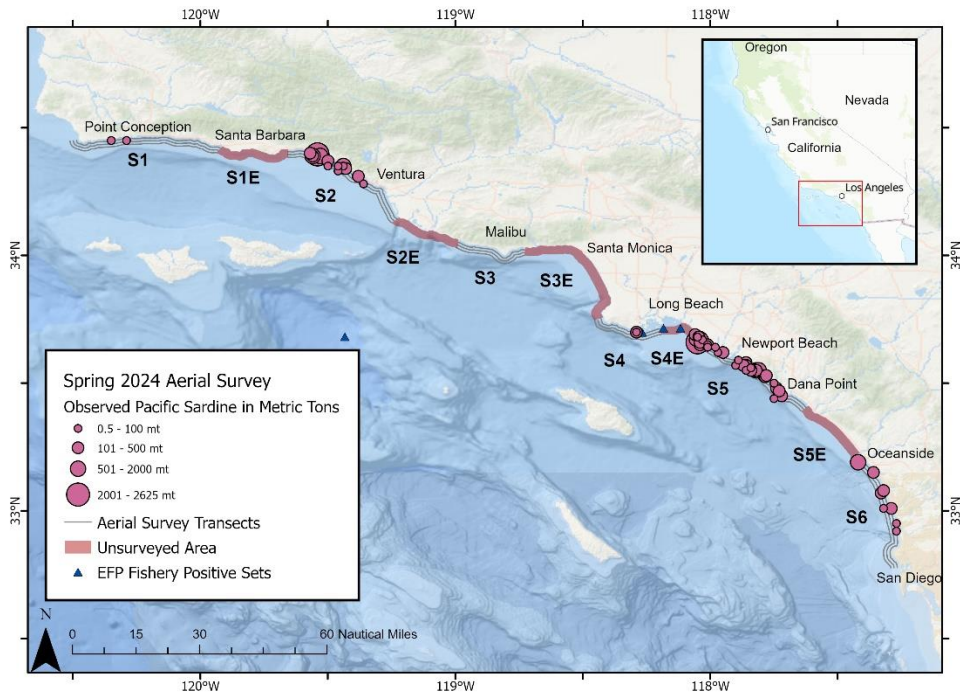 120°W
119°W
118°W
Oregon
Nevada
San Francisco
California
Los Angeles
Point Conception
Santa Barbara
S1
S1E
S2
Ventura
34°N
34°N
Malibu
Santa Monica
S2E
S3
S3E
Long Beach
S4
S4E
Newport Beach
S5
Dana Point
S5E
Oceanside
33°N
33°N
S6
San Diego
Spring 2024 Aerial Survey
Observed Pacific Sardine in Metric Tons
0.5 - 100 mt
101 - 500 mt
501 - 2000 mt
2001 - 2625 mt
Aerial Survey Transects
Unsurveyed Area
EFP Fishery Positive Sets
N
0 15 30 60 Nautical Miles
120°W
119°W
118°W